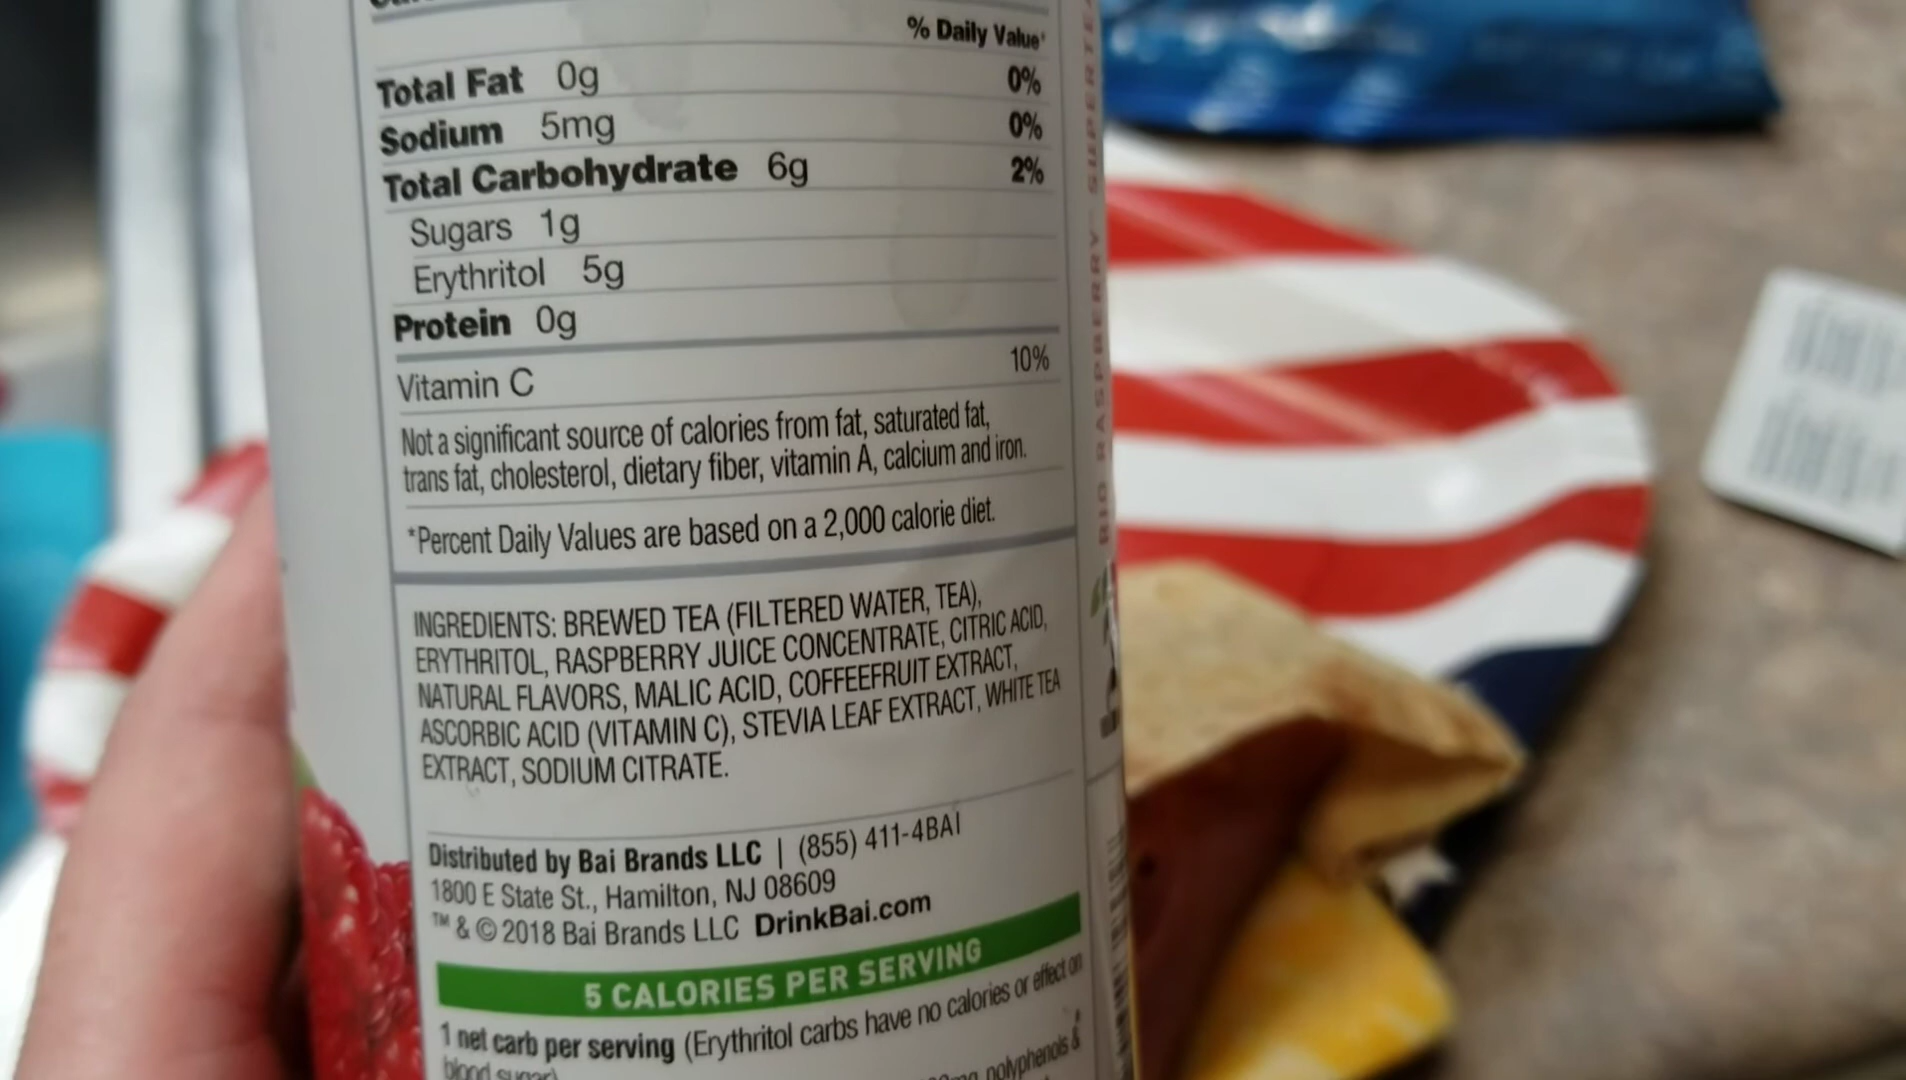 % Daily Value*
Total Fat 0g 0%
Sodium 5mg 0%
Total Carbohydrate 6g 2%
Sugars 1g
Erythritol 5g
Protein 0g
Vitamin C 10%
Not a significant source of calories from fat, saturated fat,
trans fat, cholesterol, dietary fiber, vitamin A, calcium and iron.
*Percent Daily Values are based on a 2,000 calorie diet.
INGREDIENTS: BREWED TEA (FILTERED WATER, TEA),
ERYTHRITOL, RASPBERRY JUICE CONCENTRATE, CITRIC ACID,
NATURAL FLAVORS, MALIC ACID, COFFEEFRUIT EXTRACT,
ASCORBIC ACID (VITAMIN C), STEVIA LEAF EXTRACT, WHITE TEA
EXTRACT, SODIUM CITRATE.
Distributed by Bai Brands LLC | (855) 411-4BAI
1800 E State St., Hamilton, NJ 08609
™ & © 2018 Bai Brands LLC DrinkBai.com
5 CALORIES PER SERVING
1 net carb per serving (Erythritol carbs have no calories or effect on
blood sugar)
polyphenols &
RIO RASPBERRY SUPERTEA